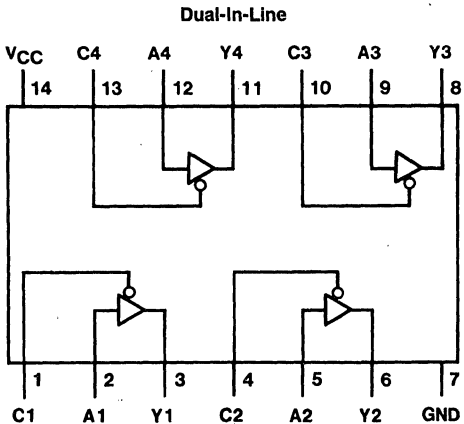 Dual-In-Line
VCC C4 A4 Y4 C3 A3 Y3
14 13 12 11 10 9 8
1 2 3 4 5 6 7
C1 A1 Y1 C2 A2 Y2 GND